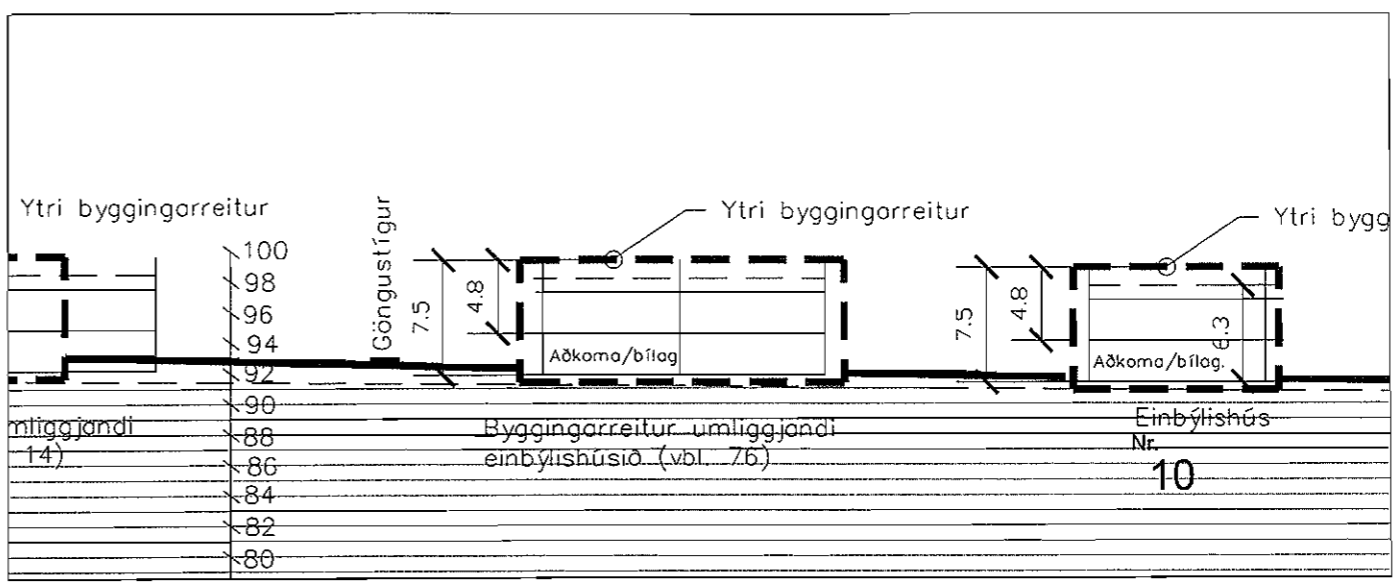 Ytri byggingarreitur
Ytri byggingarreitur
Ytri bygg
100
98
96
94
92
90
88
86
84
82
80
Göngustígur
7.5
4.8
Aðkoma/bílag
7.5
4.8
6.3
Aðkoma/bílag.
mliggjandi
14)
Byggingarreitur umliggjandi
einbýlishúsið (vbl. 76)
Einbýlishús
Nr.
10